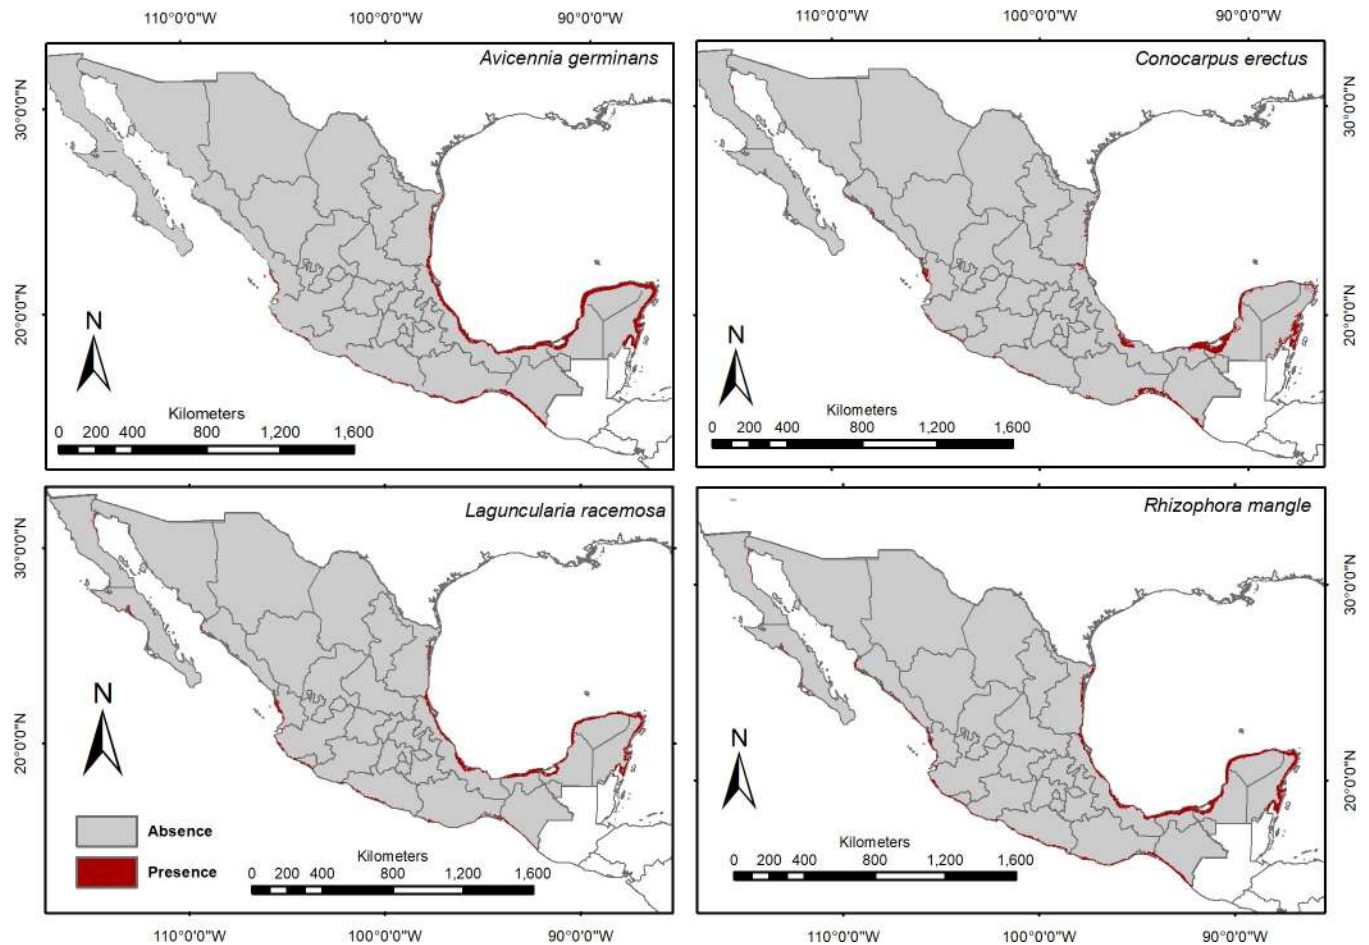 110°0'0"W 100°0'0"W 90°0'0"W
110°0'0"W 100°0'0"W 90°0'0"W
Avicennia germinans
30°0'0"N
20°0'0"N
N
Kilometers
0 200 400 800 1,200 1,600
Conocarpus erectus
30°0'0"N
20°0'0"N
N
Kilometers
0 200 400 800 1,200 1,600
Laguncularia racemosa
30°0'0"N
20°0'0"N
N
Absence
Presence
Kilometers
0 200 400 800 1,200 1,600
Rhizophora mangle
30°0'0"N
20°0'0"N
N
Kilometers
0 200 400 800 1,200 1,600
110°0'0"W 100°0'0"W 90°0'0"W
110°0'0"W 100°0'0"W 90°0'0"W